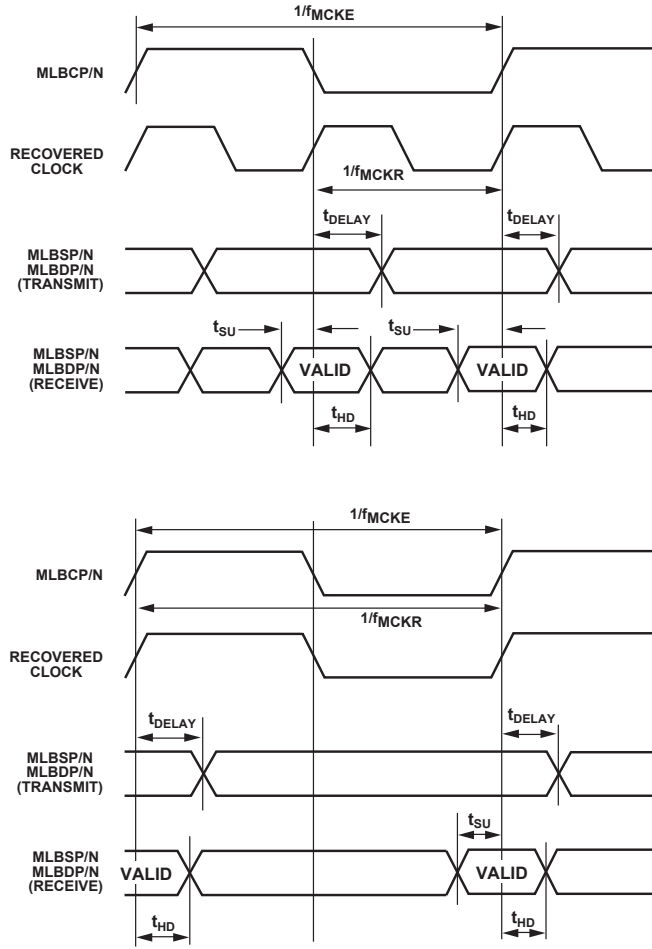 1/fMCKE
MLBCP/N
RECOVERED
CLOCK
1/fMCKR
tDELAY
tDELAY
MLBSP/N
MLBDP/N
(TRANSMIT)
tSU
tSU
MLBSP/N
MLBDP/N
(RECEIVE)
VALID
VALID
tHD
tHD
1/fMCKE
MLBCP/N
1/fMCKR
RECOVERED
CLOCK
tDELAY
tDELAY
MLBSP/N
MLBDP/N
(TRANSMIT)
tSU
MLBSP/N
MLBDP/N
(RECEIVE)
VALID
VALID
tHD
tHD